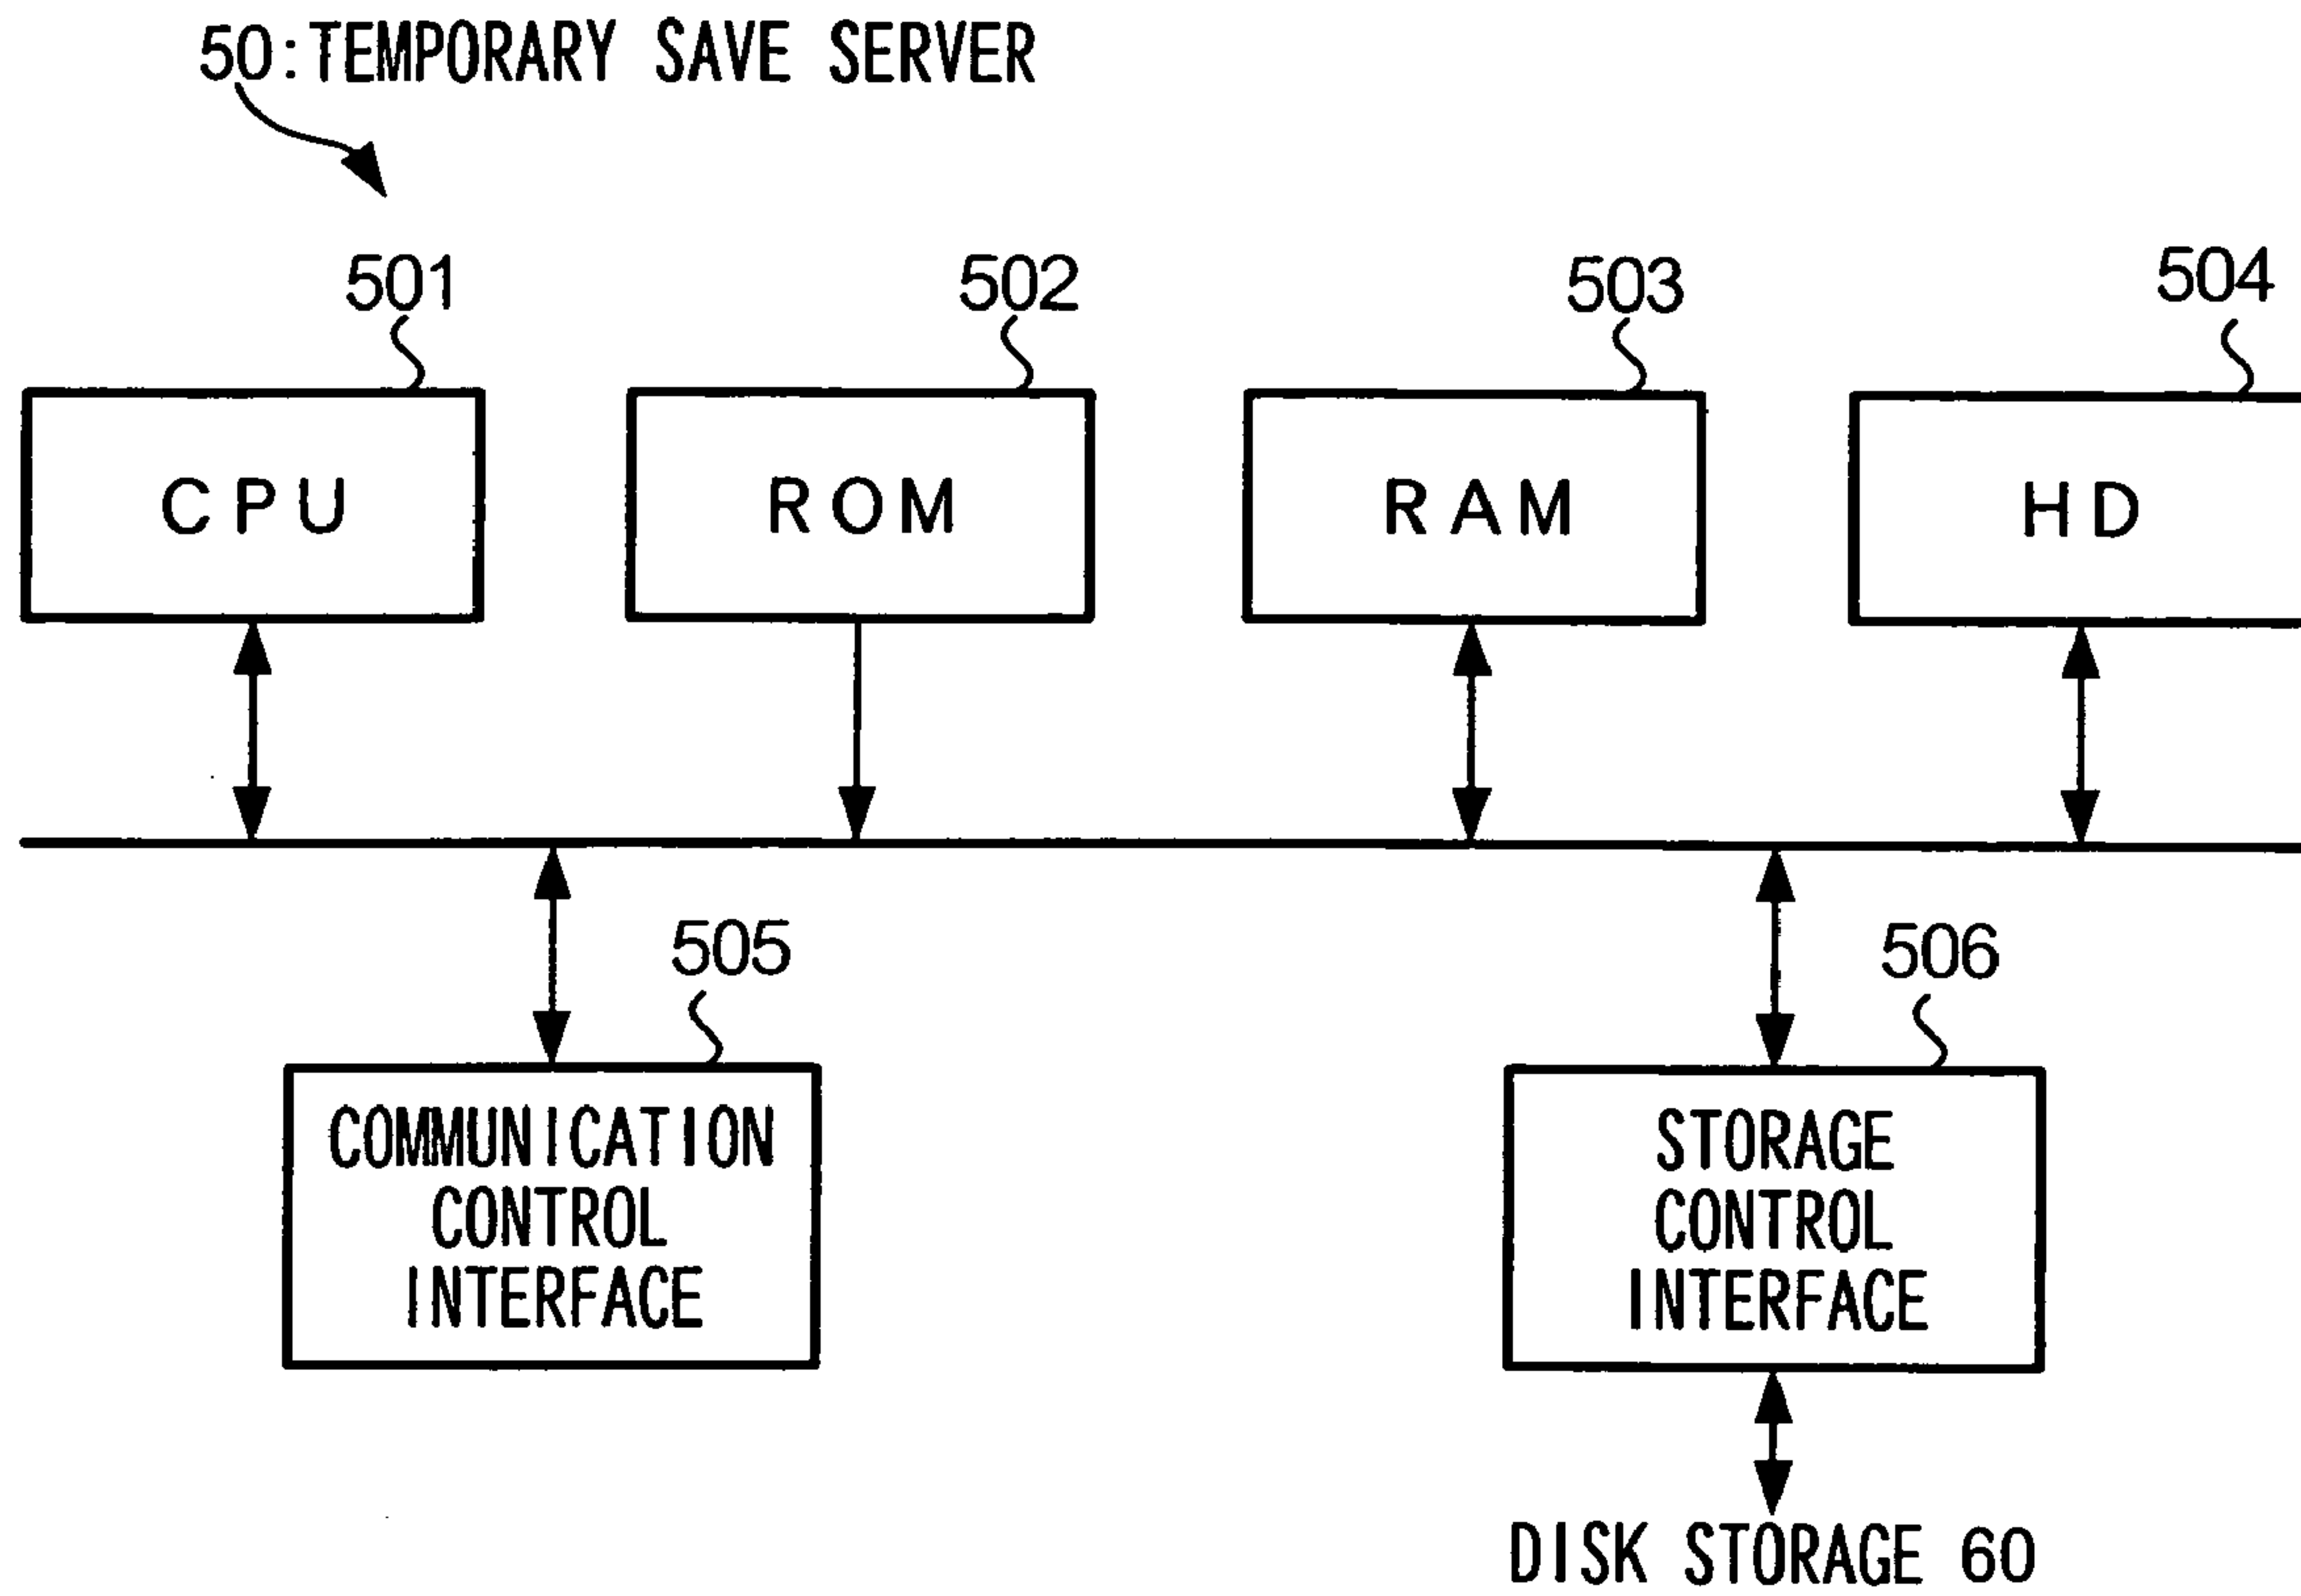 50:TEMPORARY SAVE SERVER
501
502
503
504
CPU
ROM
RAM
HD
505
506
COMMUNICATION
CONTROL
INTERFACE
STORAGE
CONTROL
INTERFACE
DISK STORAGE 60